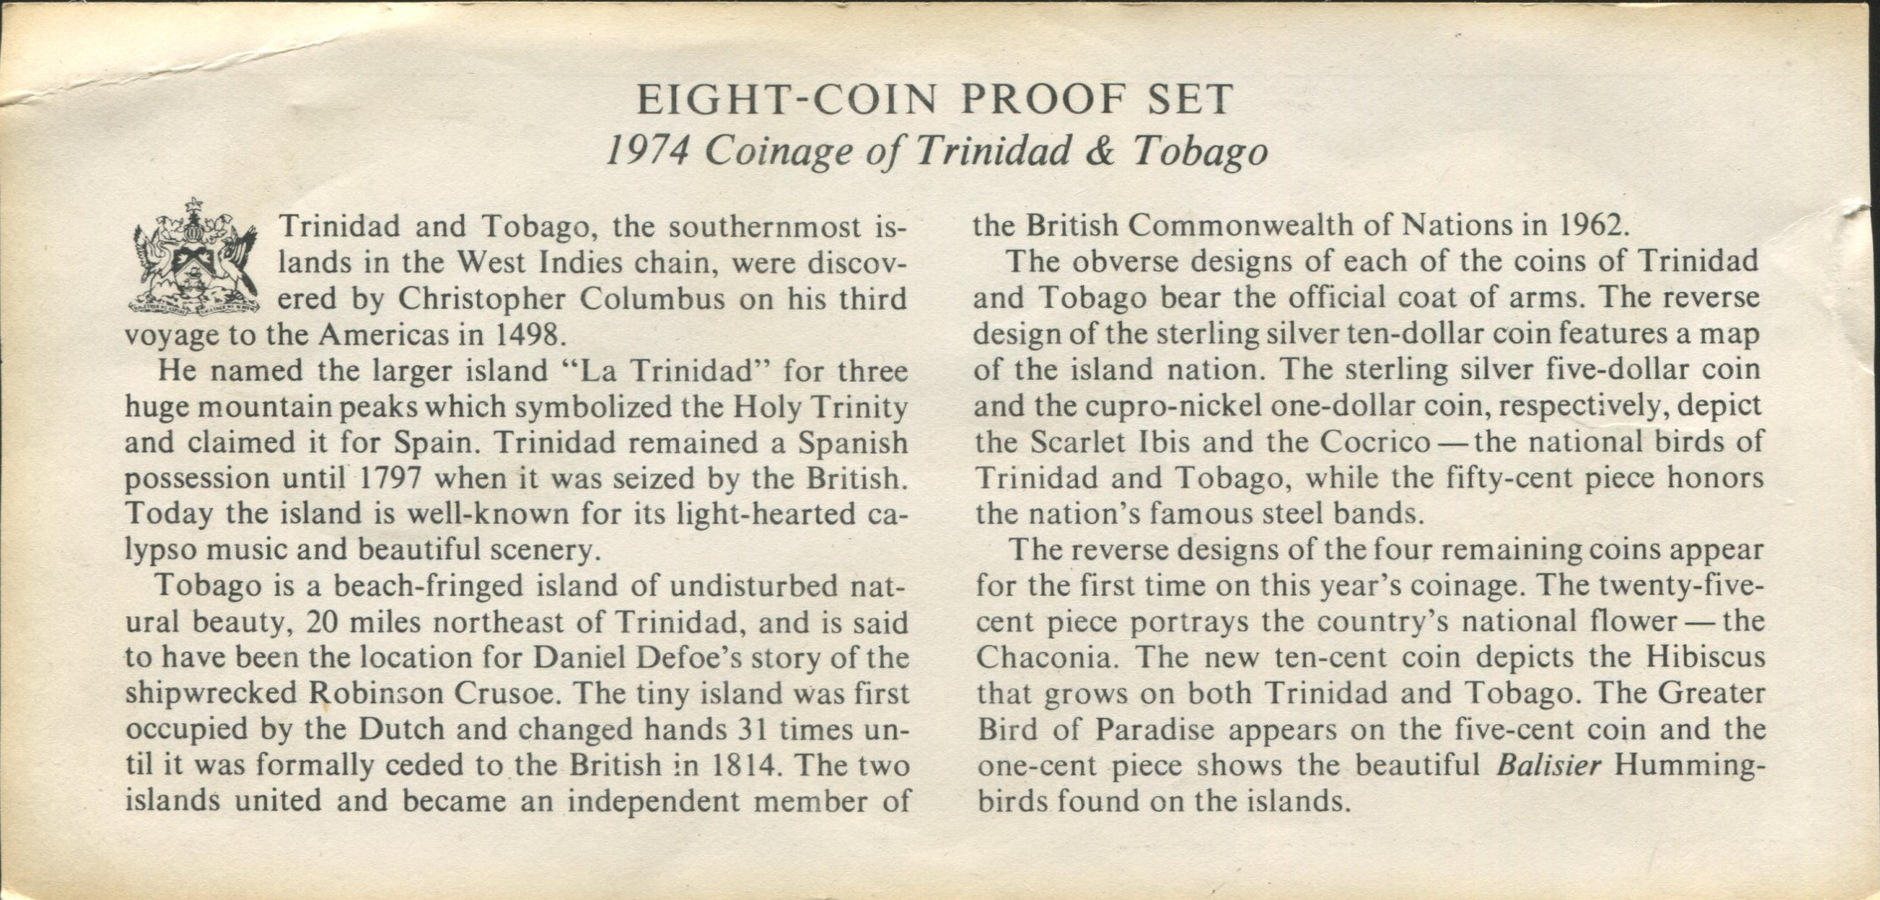 EIGHT-COIN PROOF SET
1974 Coinage of Trinidad & Tobago
Trinidad and Tobago, the southernmost is-
lands in the West Indies chain, were discov-
ered by Christopher Columbus on his third
voyage to the Americas in 1498.
He named the larger island “La Trinidad” for three
huge mountain peaks which symbolized the Holy Trinity
and claimed it for Spain. Trinidad remained a Spanish
possession until 1797 when it was seized by the British.
Today the island is well-known for its light-hearted ca-
lypso music and beautiful scenery.
Tobago is a beach-fringed island of undisturbed nat-
ural beauty, 20 miles northeast of Trinidad, and is said
to have been the location for Daniel Defoe’s story of the
shipwrecked Robinson Crusoe. The tiny island was first
occupied by the Dutch and changed hands 31 times un-
til it was formally ceded to the British in 1814. The two
islands united and became an independent member of
the British Commonwealth of Nations in 1962.
The obverse designs of each of the coins of Trinidad
and Tobago bear the official coat of arms. The reverse
design of the sterling silver ten-dollar coin features a map
of the island nation. The sterling silver five-dollar coin
and the cupro-nickel one-dollar coin, respectively, depict
the Scarlet Ibis and the Cocrico — the national birds of
Trinidad and Tobago, while the fifty-cent piece honors
the nation’s famous steel bands.
The reverse designs of the four remaining coins appear
for the first time on this year’s coinage. The twenty-five-
cent piece portrays the country’s national flower — the
Chaconia. The new ten-cent coin depicts the Hibiscus
that grows on both Trinidad and Tobago. The Greater
Bird of Paradise appears on the five-cent coin and the
one-cent piece shows the beautiful Balisier Humming-
birds found on the islands.